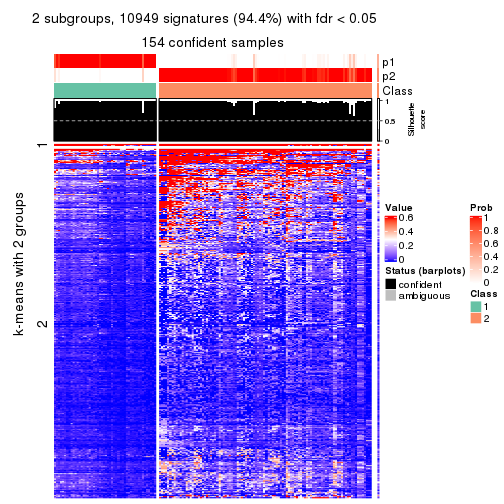 2 subgroups, 10949 signatures (94.4%) with fdr < 0.05
154 confident samples
p1
p2
Class
1
0.5
0
Silhouette
score
k-means with 2 groups
1
2
Value
0.6
0.4
0.2
0
Status (barplots)
confident
ambiguous
Prob
1
0.8
0.6
0.4
0.2
0
Class
1
2